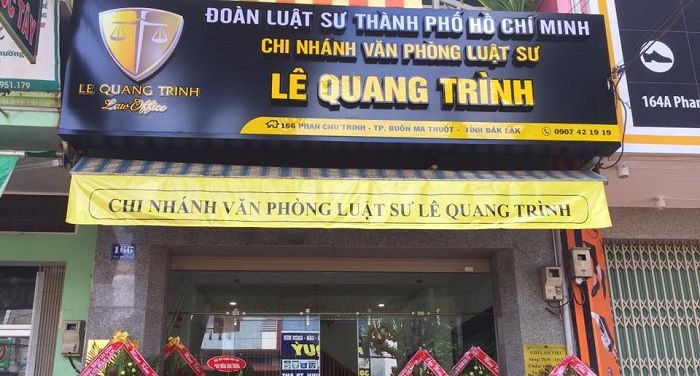 ĐOÀN LUẬT SƯ THÀNH PHỐ HỒ CHÍ MINH
CHI NHÁNH VĂN PHÒNG LUẬT SƯ
LÊ QUANG TRÌNH
LE QUANG TRINH
Law Office
166 PHAN CHU TRINH - TP. BUÔN MA THUỘT - TỈNH ĐẮK LẮK
0907 42 19 19
CHI NHÁNH VĂN PHÒNG LUẬT SƯ LÊ QUANG TRÌNH
166
164A Phan
951.179